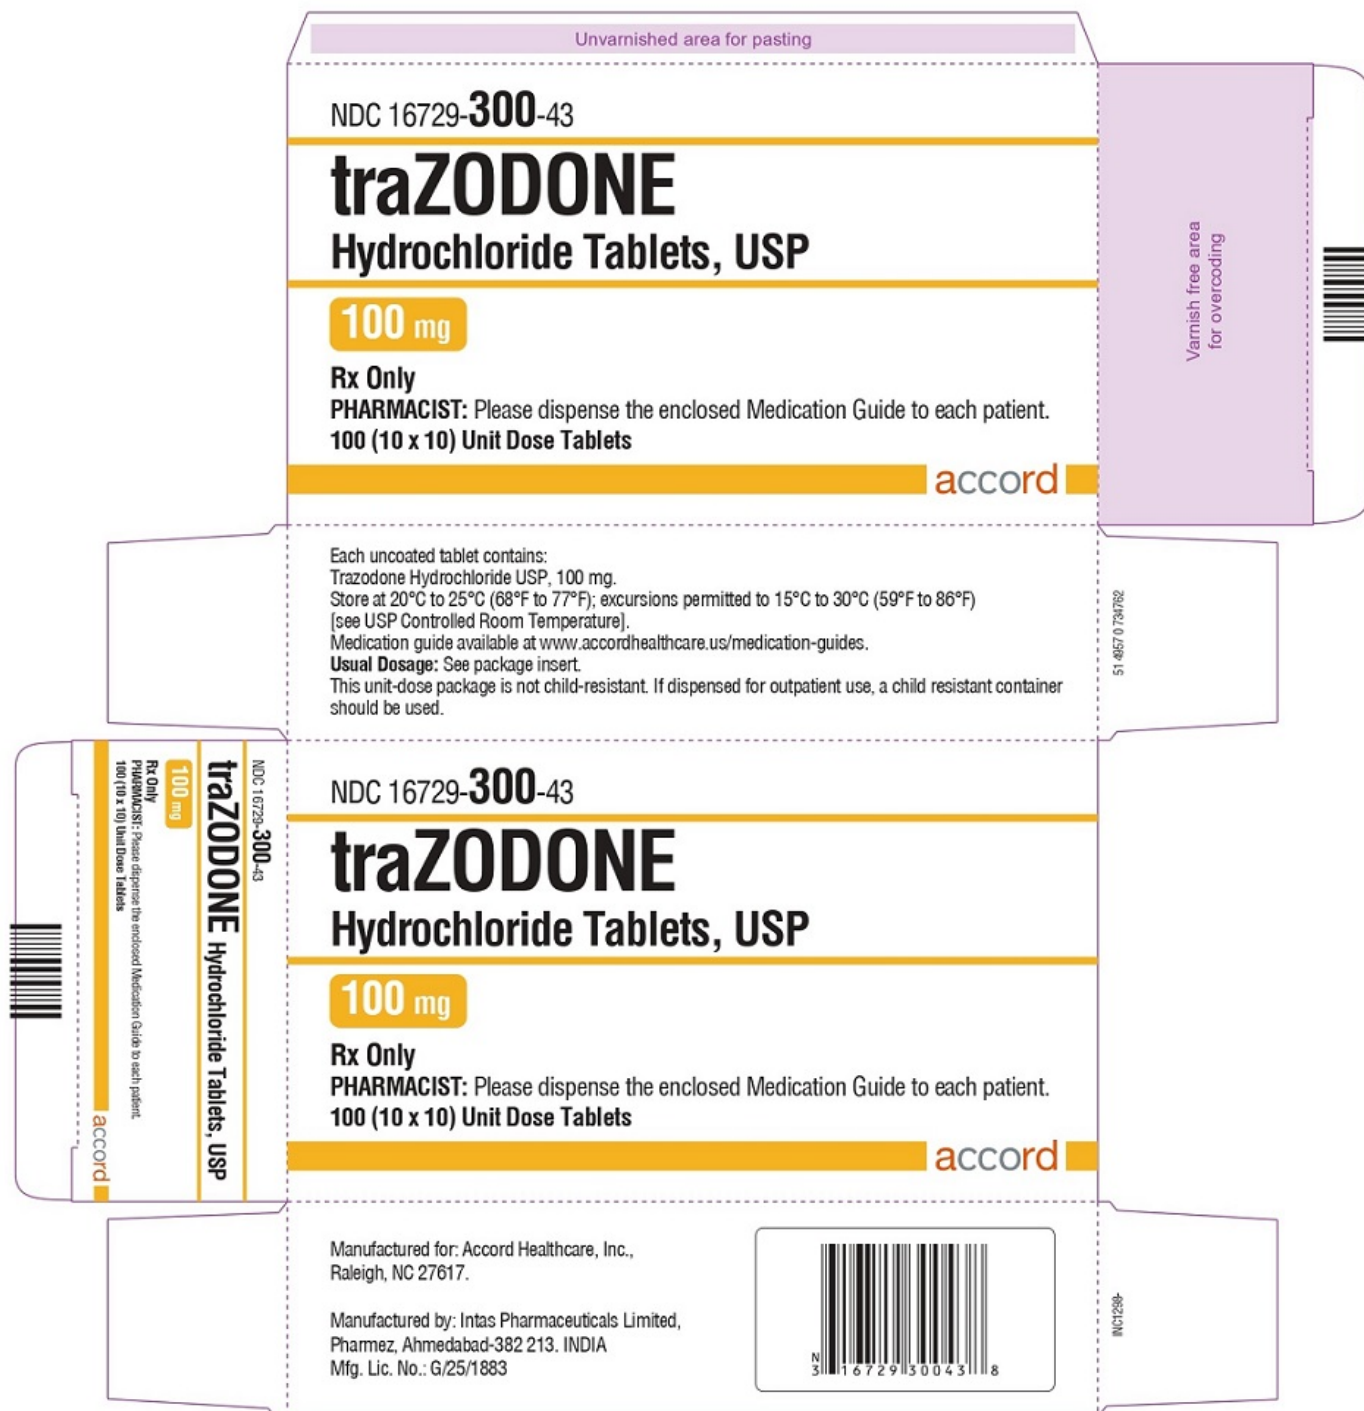 Unvarnished area for pasting
NDC 16729-300-43
traZODONE
Hydrochloride Tablets, USP
100 mg
Rx Only
PHARMACIST: Please dispense the enclosed Medication Guide to each patient.
100 (10 x 10) Unit Dose Tablets
accord
Varnish free area
for overcoding
Each uncoated tablet contains:
Trazodone Hydrochloride USP, 100 mg.
Store at 20°C to 25°C (68°F to 77°F); excursions permitted to 15°C to 30°C (59°F to 86°F)
[see USP Controlled Room Temperature].
Medication guide available at www.accordhealthcare.us/medication-guides.
Usual Dosage: See package insert.
This unit-dose package is not child-resistant. If dispensed for outpatient use, a child resistant container
should be used.
51 4957 0 734762
NDC 16729-300-43
traZODONE Hydrochloride Tablets, USP
100 mg
Rx Only
PHARMACIST: Please dispense the enclosed Medication Guide to each patient.
100 (10 x 10) Unit Dose Tablets
accord
NDC 16729-300-43
traZODONE
Hydrochloride Tablets, USP
100 mg
Rx Only
PHARMACIST: Please dispense the enclosed Medication Guide to each patient.
100 (10 x 10) Unit Dose Tablets
accord
Manufactured for: Accord Healthcare, Inc.,
Raleigh, NC 27617.
Manufactured by: Intas Pharmaceuticals Limited,
Pharmez, Ahmedabad-382 213. INDIA
Mfg. Lic. No.: G/25/1883
N
3 16729 30043 8
INC1298-